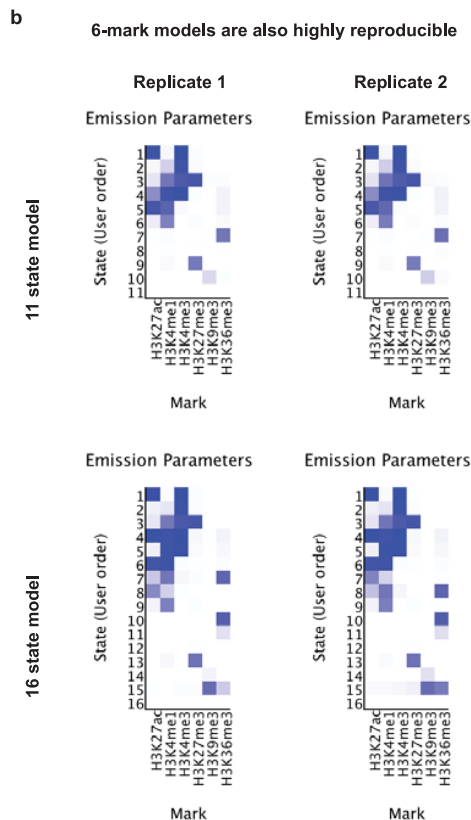 b
6-mark models are also highly reproducible
Replicate 1
Replicate 2
11 state model
Emission Parameters
State (User order)
1
2
3
4
5
6
7
8
9
10
11
H3K27ac
H3K4me1
H3K4me3
H3K27me3
H3K9me3
H3K36me3
Mark
Emission Parameters
State (User order)
1
2
3
4
5
6
7
8
9
10
11
H3K27ac
H3K4me1
H3K4me3
H3K27me3
H3K9me3
H3K36me3
Mark
16 state model
Emission Parameters
State (User order)
1
2
3
4
5
6
7
8
9
10
11
12
13
14
15
16
H3K27ac
H3K4me1
H3K4me3
H3K27me3
H3K9me3
H3K36me3
Mark
Emission Parameters
State (User order)
1
2
3
4
5
6
7
8
9
10
11
12
13
14
15
16
H3K27ac
H3K4me1
H3K4me3
H3K27me3
H3K9me3
H3K36me3
Mark